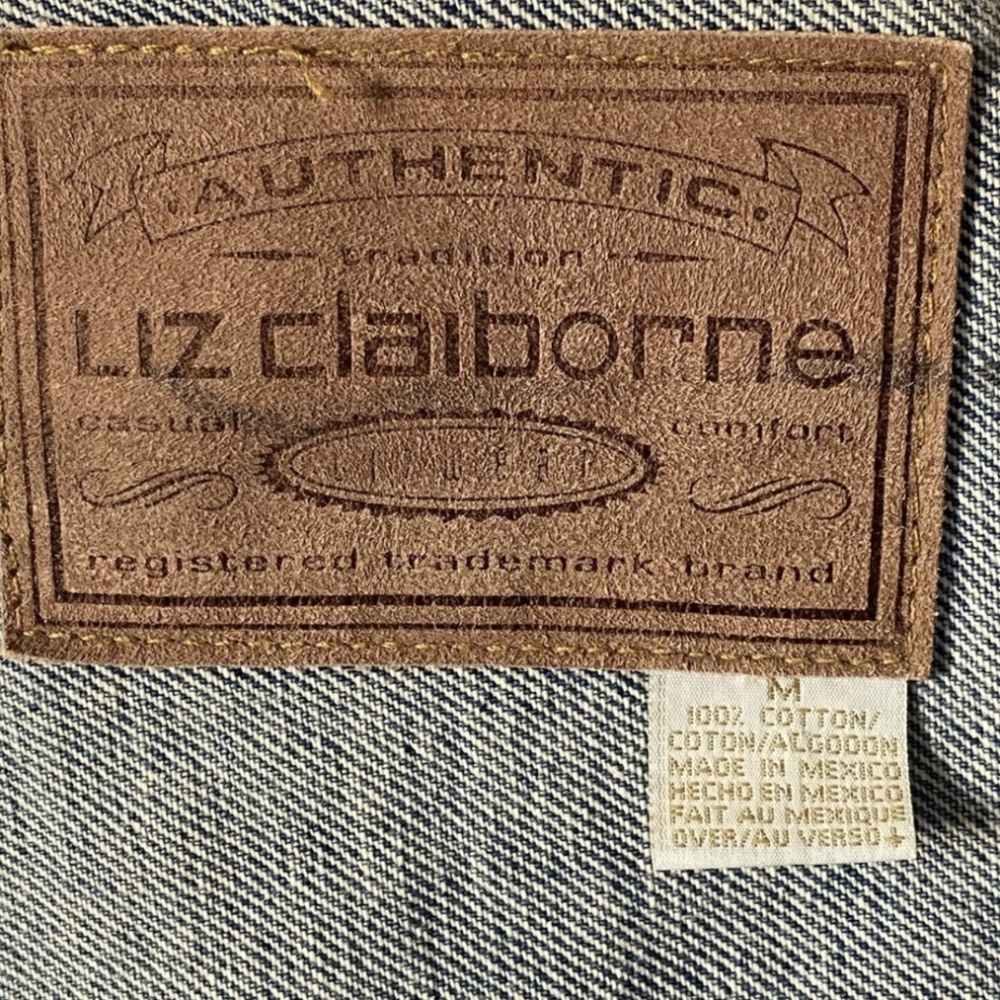 ·AUTHENTIC·
tradition
LIZ claiborne
casual comfort
registered trademark brand
M
100% COTTON/
COTON/ALGODON
MADE IN MEXICO
HECHO EN MEXICO
FAIT AU MEXIQUE
OVER/AU VERSO